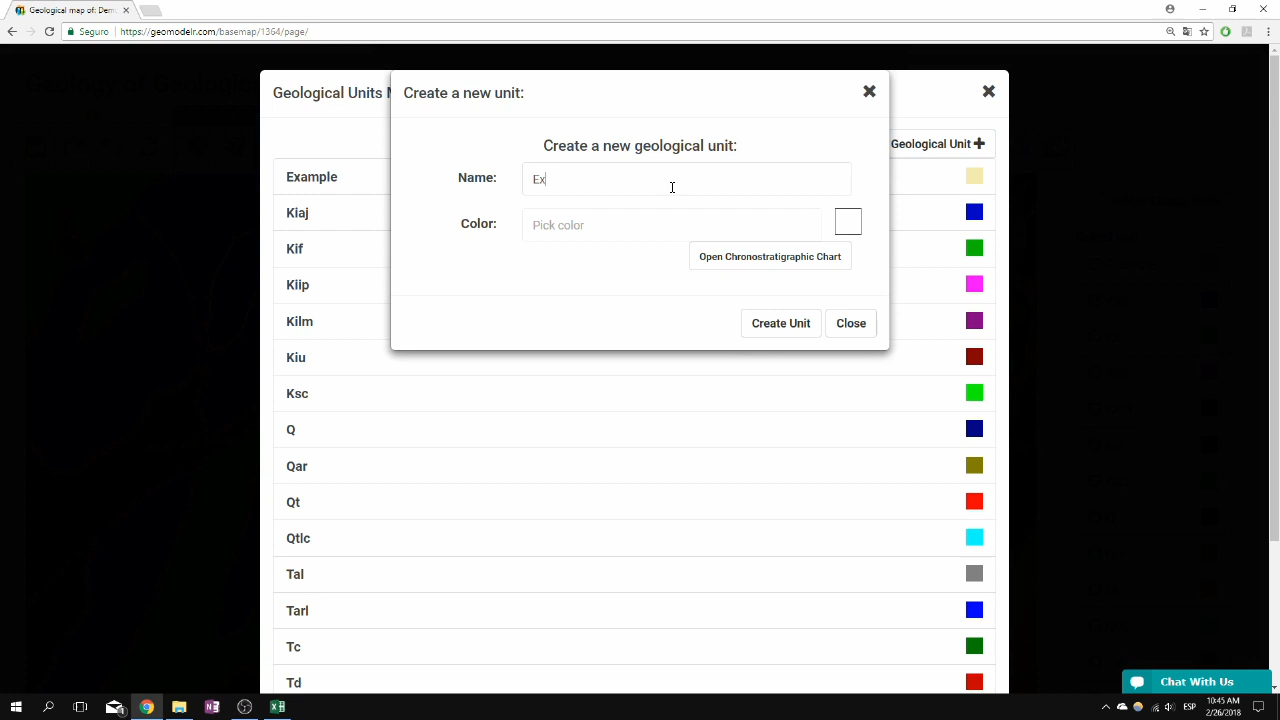 Geological map of: Dem
Seguro
https://geomodelr.com/basemap/1364/page/
Geological Units
Create a new unit:
Geological Unit
Create a new geological unit:
Name:
Ex
Color:
Pick color
Open Chronostratigraphic Chart
Create Unit
Close
Example
Kiaj
Kif
Kiip
Kilm
Kiu
Ksc
Q
Qar
Qt
Qtlc
Tal
Tarl
Tc
Td
Chat With Us
ESP
10:45 AM
2/26/2018